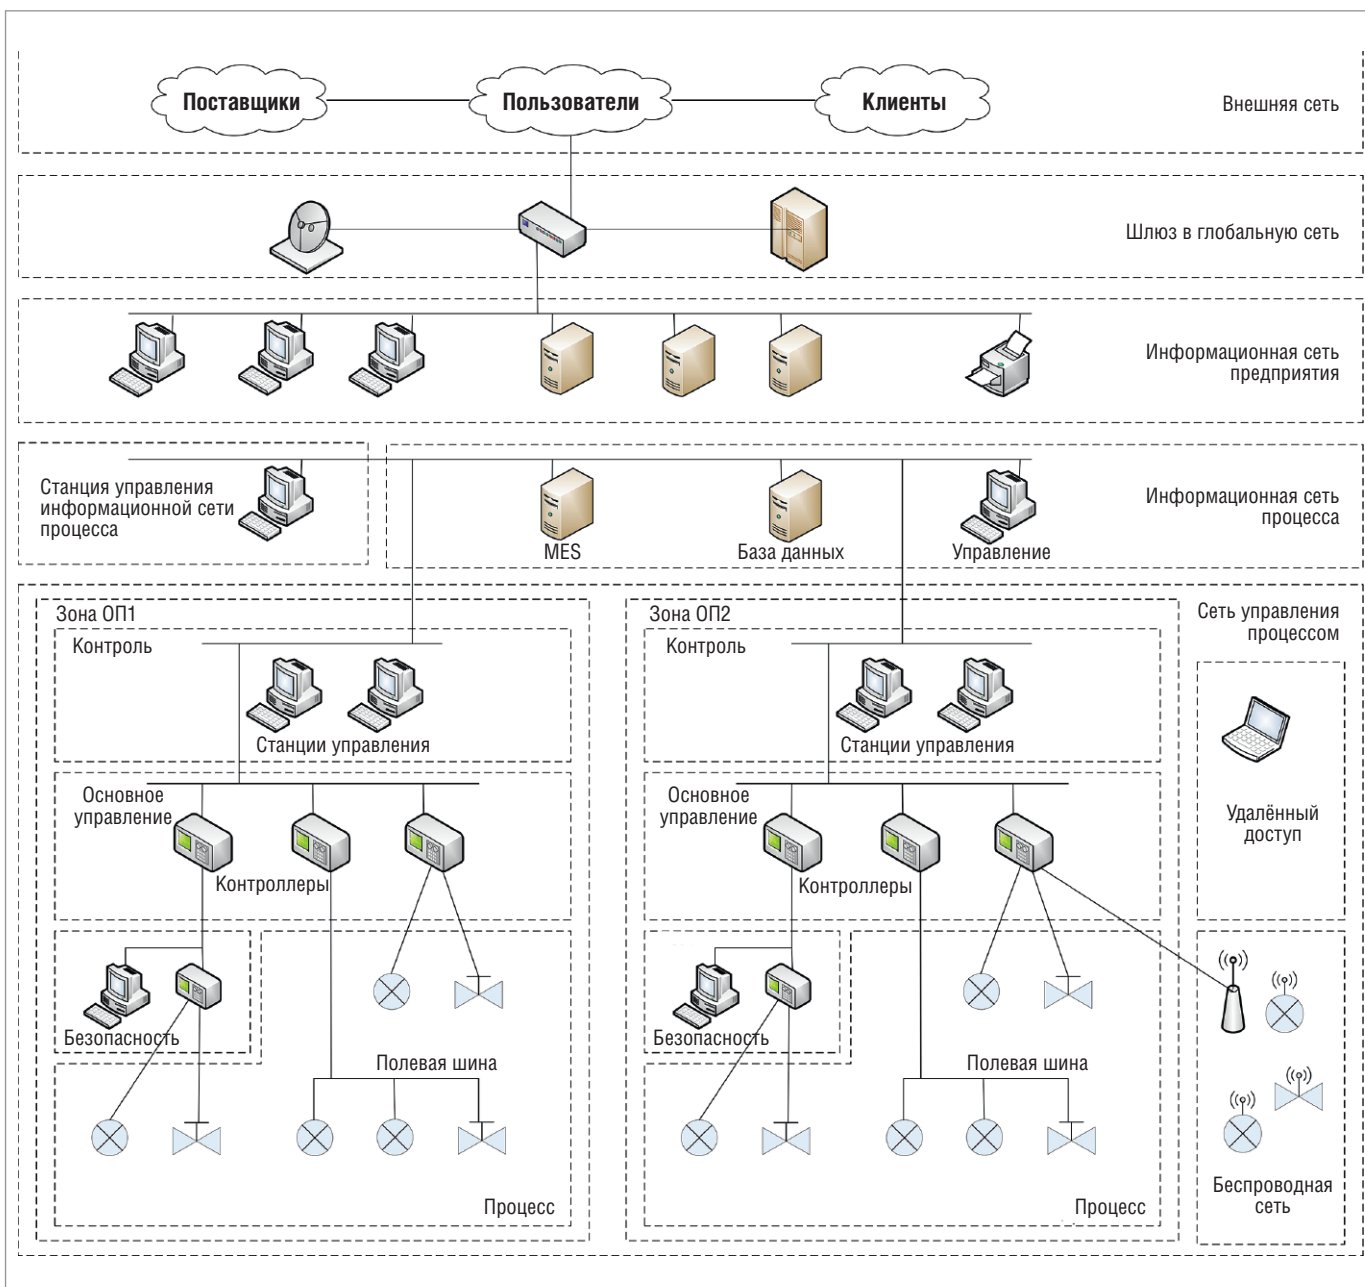 Поставщики
Пользователи
Клиенты
Внешняя сеть
Шлюз в глобальную сеть
Информационная сеть
предприятия
Станция управления
информационной сети
процесса
MES
База данных
Управление
Информационная сеть
процесса
Зона ОП1
Контроль
Станции управления
Основное
управление
Контроллеры
Безопасность
Полевая шина
Процесс
Зона ОП2
Контроль
Станции управления
Основное
управление
Контроллеры
Безопасность
Полевая шина
Процесс
Сеть управления
процессом
Удалённый
доступ
Беспроводная
сеть